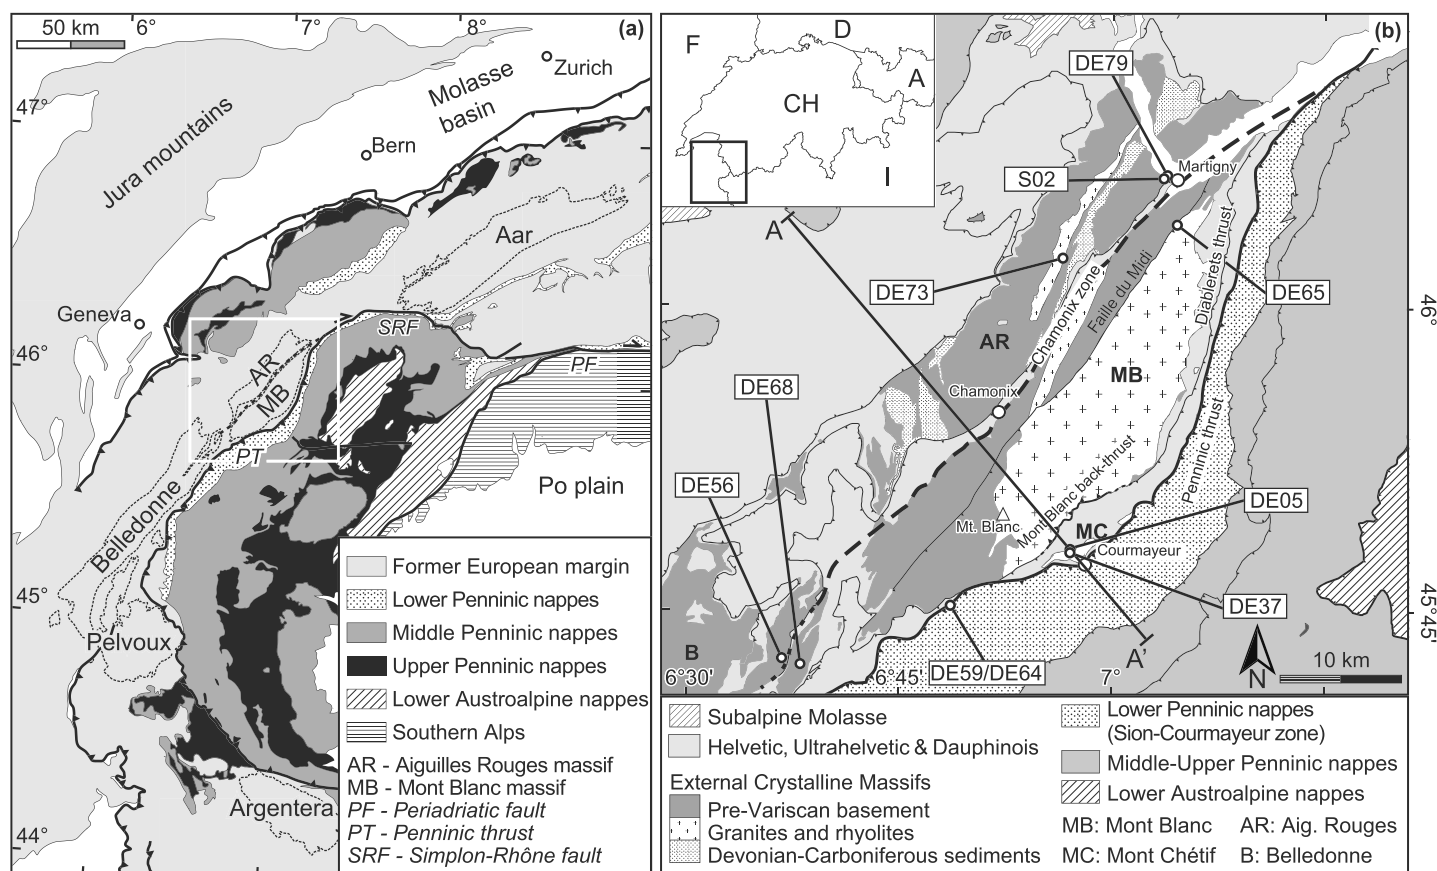 50 km
6°
7°
8°
(a)
Zurich
Molasse
basin
47°
Bern
Jura mountains
Aar
Geneva
SRF
46°
AR
MB
PF
PT
Po plain
Belledonne
45°
Pelvoux
Argentera
44°
Former European margin
Lower Penninic nappes
Middle Penninic nappes
Upper Penninic nappes
Lower Austroalpine nappes
Southern Alps
AR - Aiguilles Rouges massif
MB - Mont Blanc massif
PF - Periadriatic fault
PT - Penninic thrust
SRF - Simplon-Rhône fault
(b)
F
D
A
CH
I
DE79
Martigny
S02
A
DE73
DE65
Diablerets thrust
Faille du Midi
Chamonix zone
46°
AR
MB
Chamonix
DE68
Penninic thrust
Mont Blanc back-thrust
DE56
DE05
Mt. Blanc
MC
Courmayeur
DE37
45°45'
B
A'
6°30'
6°45'
DE59/DE64
7°
N
10 km
Subalpine Molasse
Helvetic, Ultrahelvetic & Dauphinois
External Crystalline Massifs
Pre-Variscan basement
Granites and rhyolites
Devonian-Carboniferous sediments
Lower Penninic nappes
(Sion-Courmayeur zone)
Middle-Upper Penninic nappes
Lower Austroalpine nappes
MB: Mont Blanc
AR: Aig. Rouges
MC: Mont Chétif
B: Belledonne